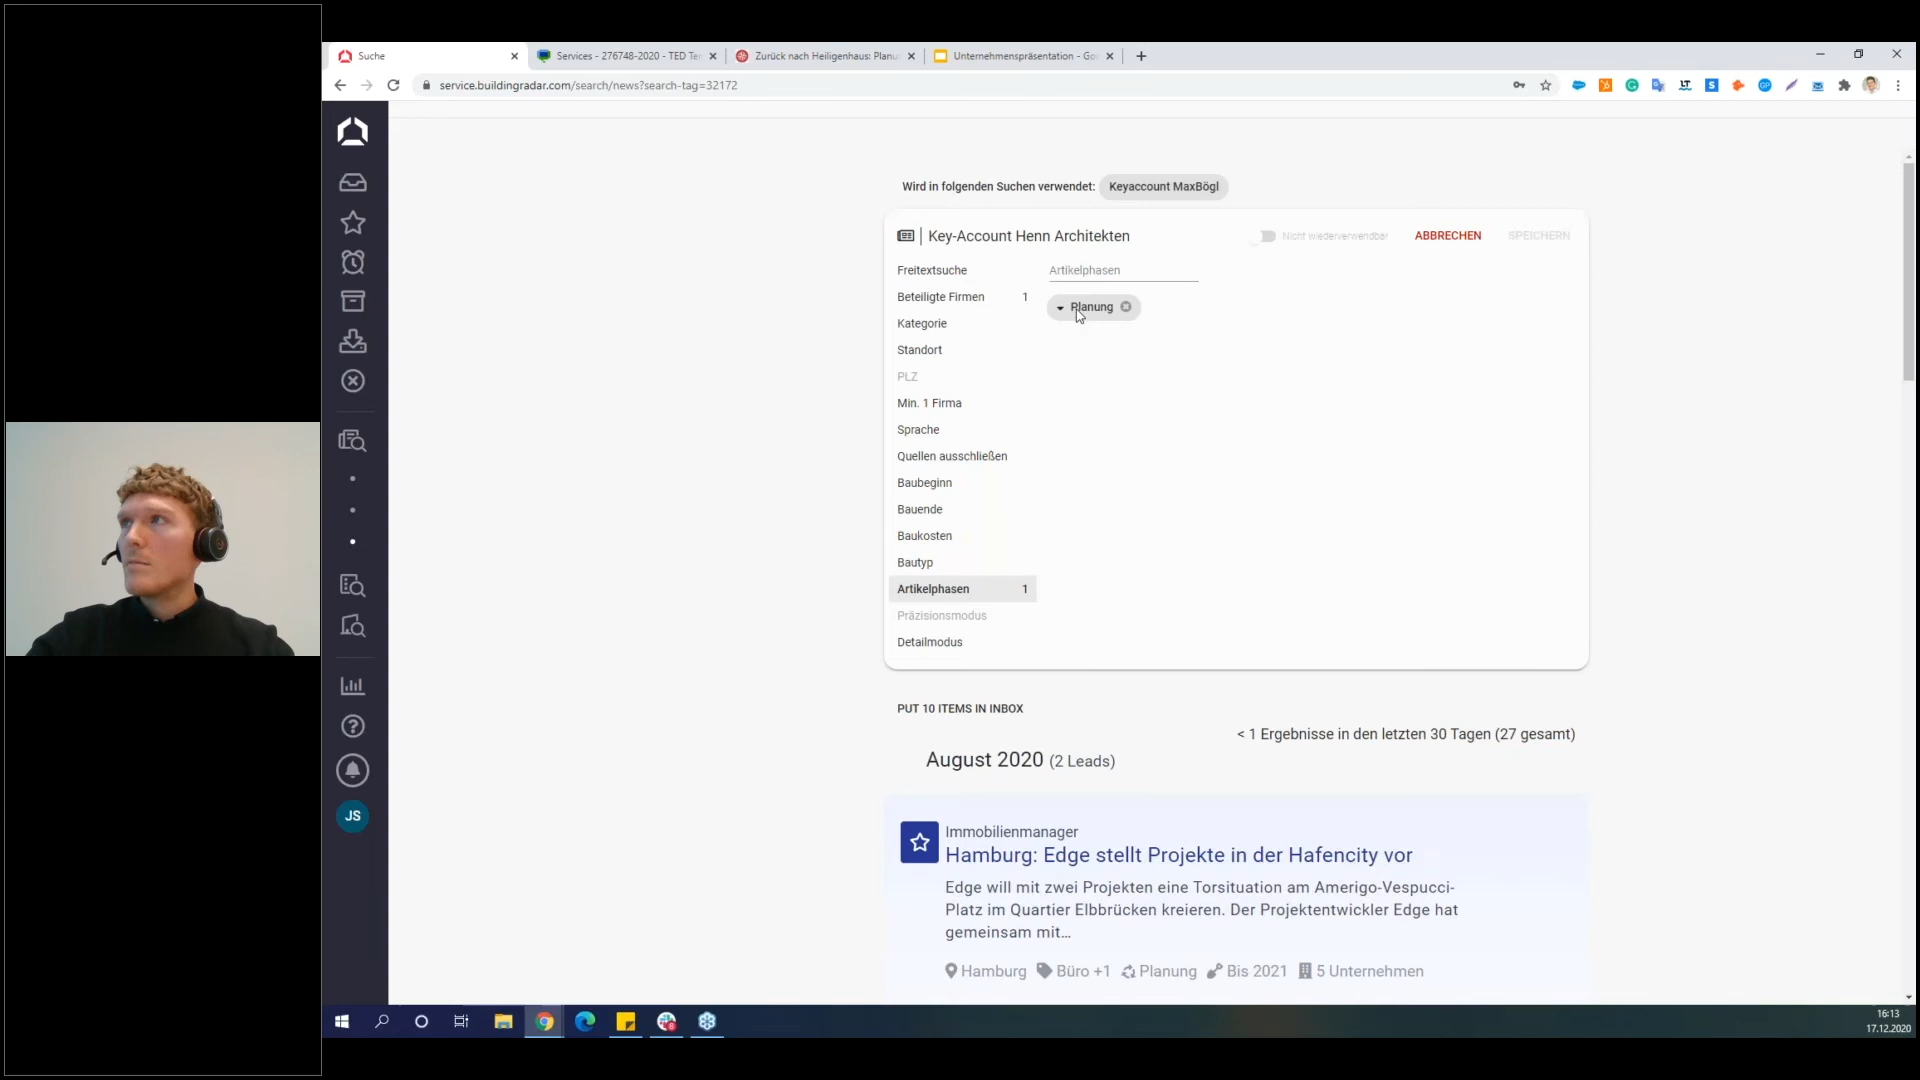 Suche
Services - 276748-2020 - TED Te
Zurück nach Heiligenhaus: Planu
Unternehmenspräsentation - Go
service.buildingradar.com/search/news?search-tag=32172
Wird in folgenden Suchen verwendet: Keyaccount MaxBögl
Key-Account Henn Architekten
Nicht wiederverwendbar
ABBRECHEN
SPEICHERN
Freitextsuche
Artikelphasen
Beteiligte Firmen 1
Planung
Kategorie
Standort
PLZ
Min. 1 Firma
Sprache
Quellen ausschließen
Baubeginn
Bauende
Baukosten
Bautyp
Artikelphasen 1
Präzisionsmodus
Detailmodus
PUT 10 ITEMS IN INBOX
< 1 Ergebnisse in den letzten 30 Tagen (27 gesamt)
August 2020 (2 Leads)
Immobilienmanager
Hamburg: Edge stellt Projekte in der Hafencity vor
Edge will mit zwei Projekten eine Torsituation am Amerigo-Vespucci-
Platz im Quartier Elbbrücken kreieren. Der Projektentwickler Edge hat
gemeinsam mit...
Hamburg Büro +1 Planung Bis 2021 5 Unternehmen
JS
16:13
17.12.2020